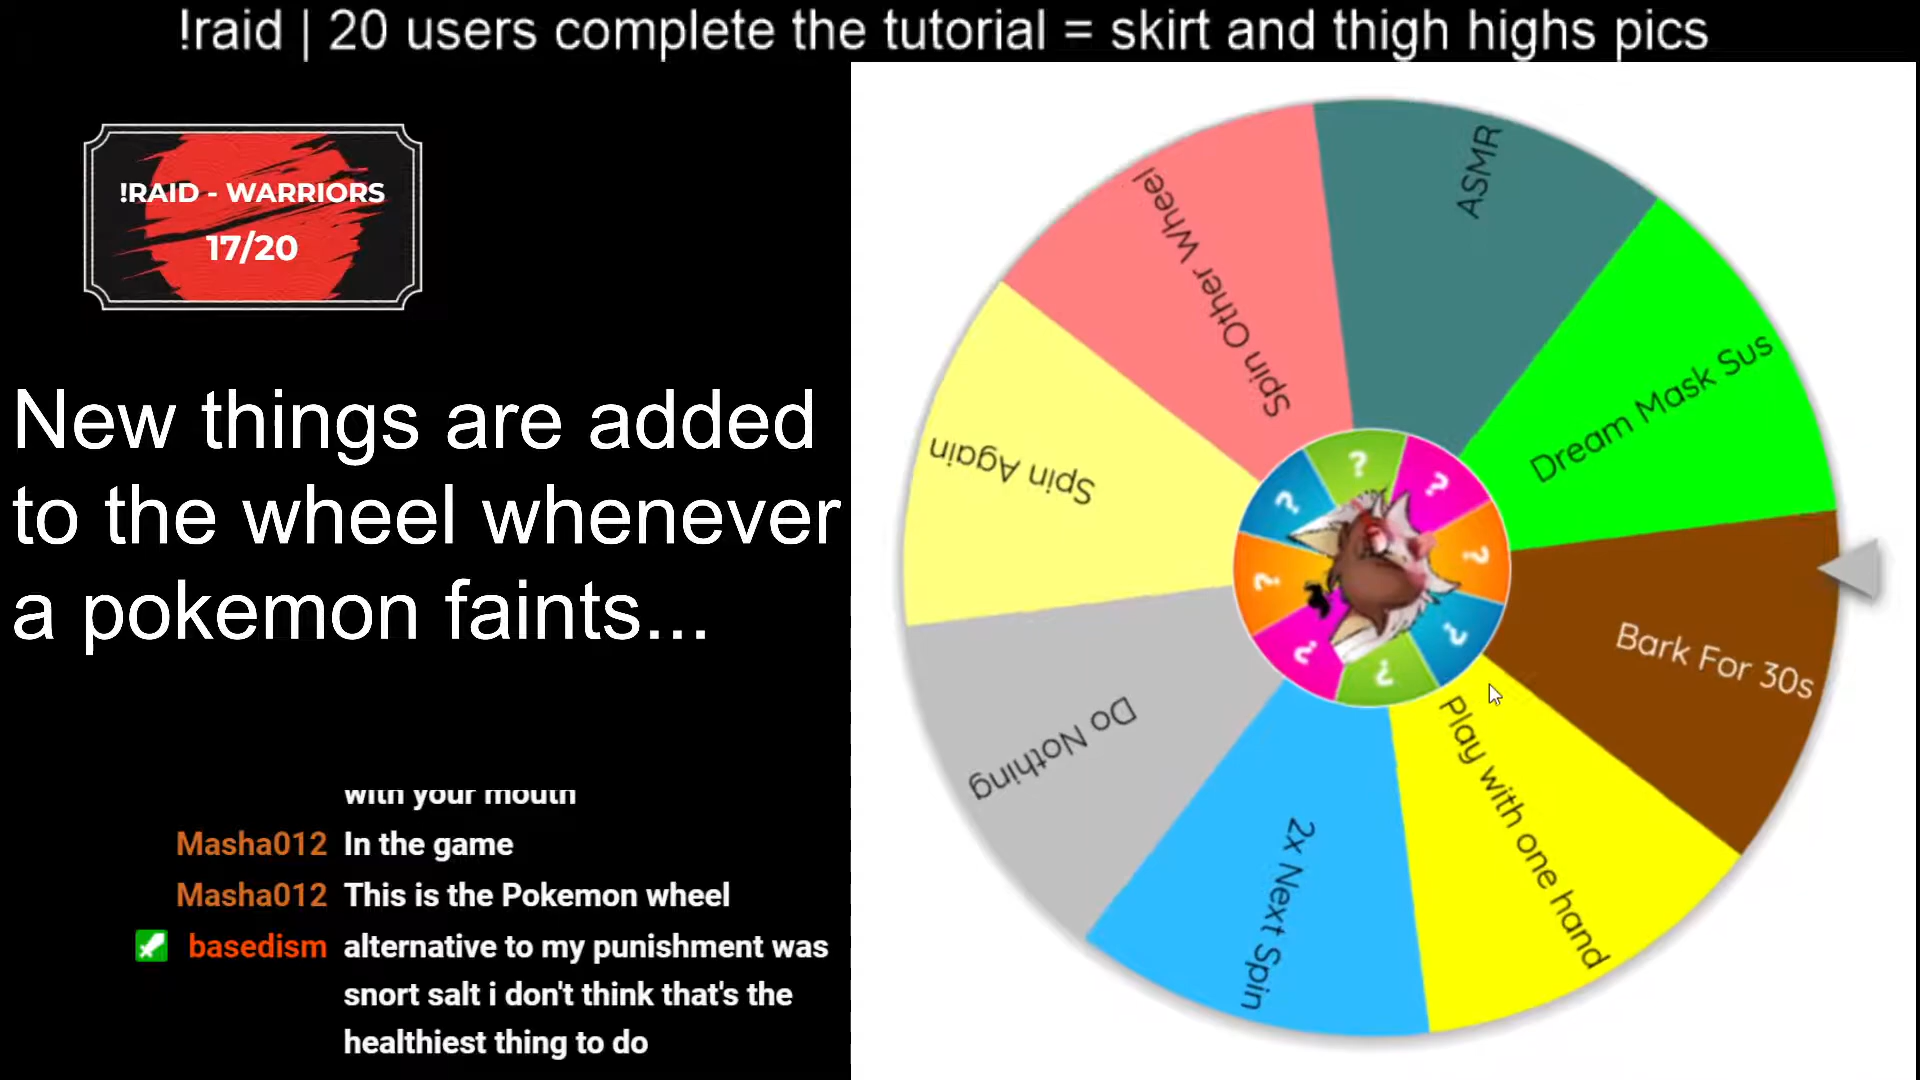 !raid | 20 users complete the tutorial = skirt and thigh highs pics
!RAID - WARRIORS
17/20
New things are added
to the wheel whenever
a pokemon faints...
with your mouth
Masha012 In the game
Masha012 This is the Pokemon wheel
basedism alternative to my punishment was
snort salt i don't think that's the
healthiest thing to do
ASMR
Dream Mask Sus
Bark For 30s
Play with one hand
2x Next Spin
Do Nothing
Spin Again
Spin Other Wheel
?
?
?
?
?
?
?
?
?